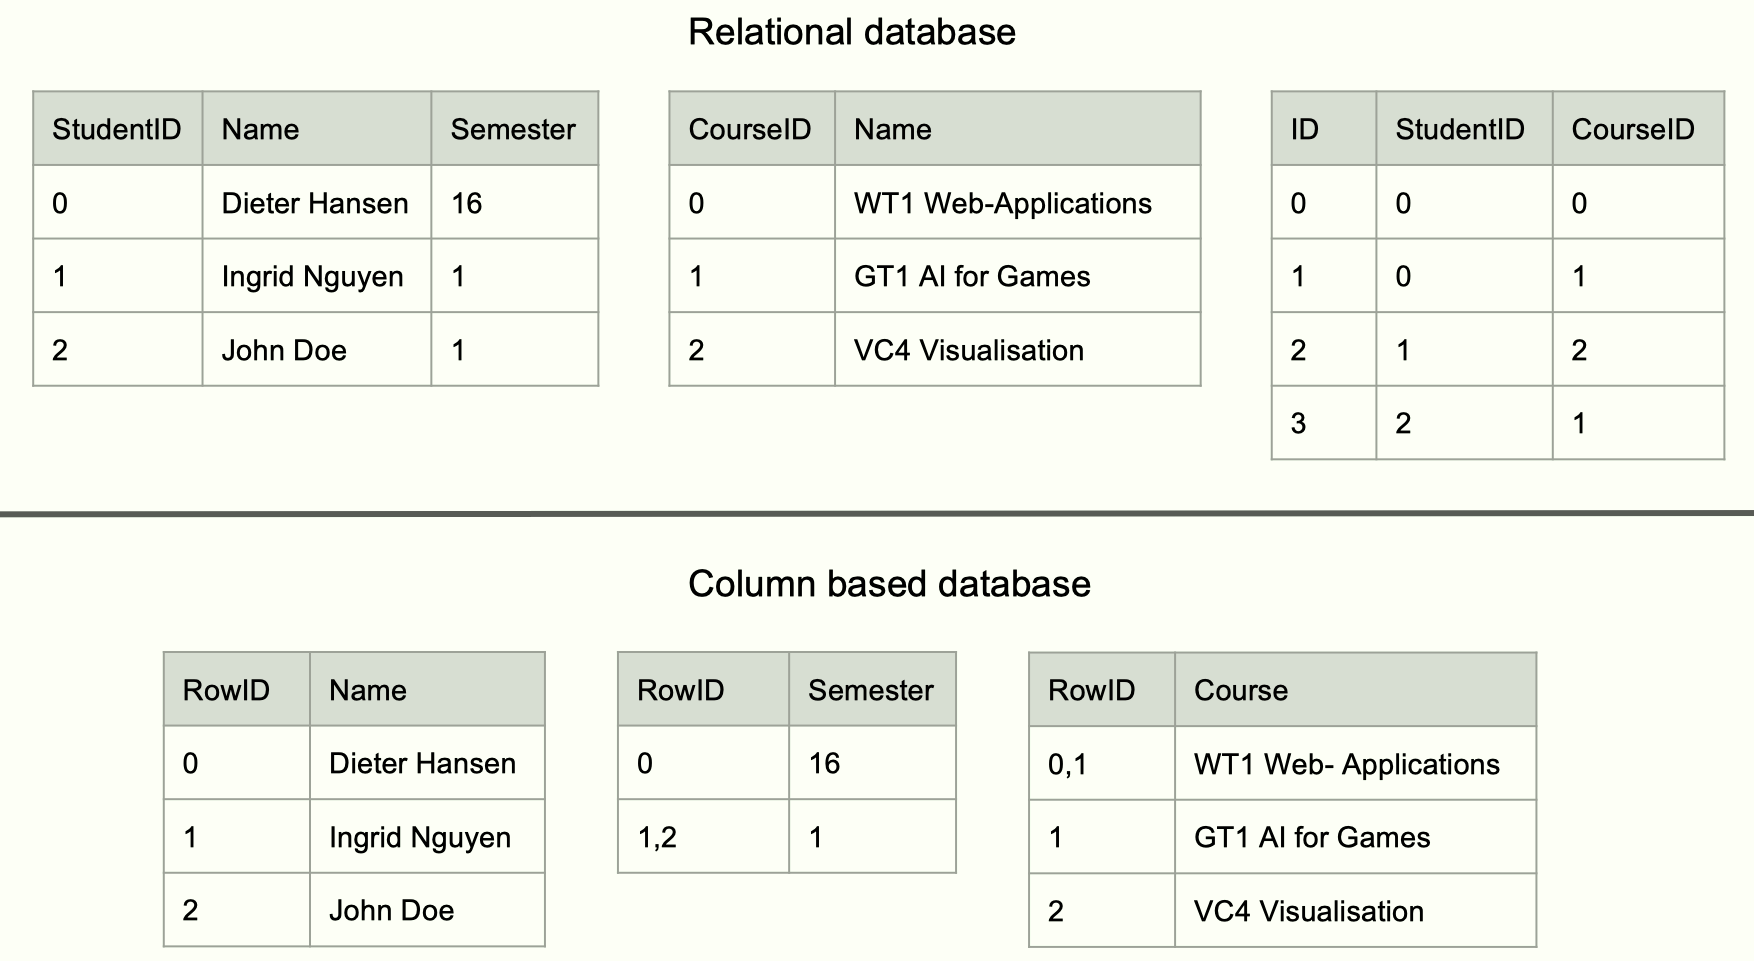 Relational database
StudentID Name Semester
0 Dieter Hansen 16
1 Ingrid Nguyen 1
2 John Doe 1
CourseID Name
0 WT1 Web-Applications
1 GT1 AI for Games
2 VC4 Visualisation
ID StudentID CourseID
0 0 0
1 0 1
2 1 2
3 2 1
Column based database
RowID Name
0 Dieter Hansen
1 Ingrid Nguyen
2 John Doe
RowID Semester
0 16
1,2 1
RowID Course
0,1 WT1 Web- Applications
1 GT1 AI for Games
2 VC4 Visualisation